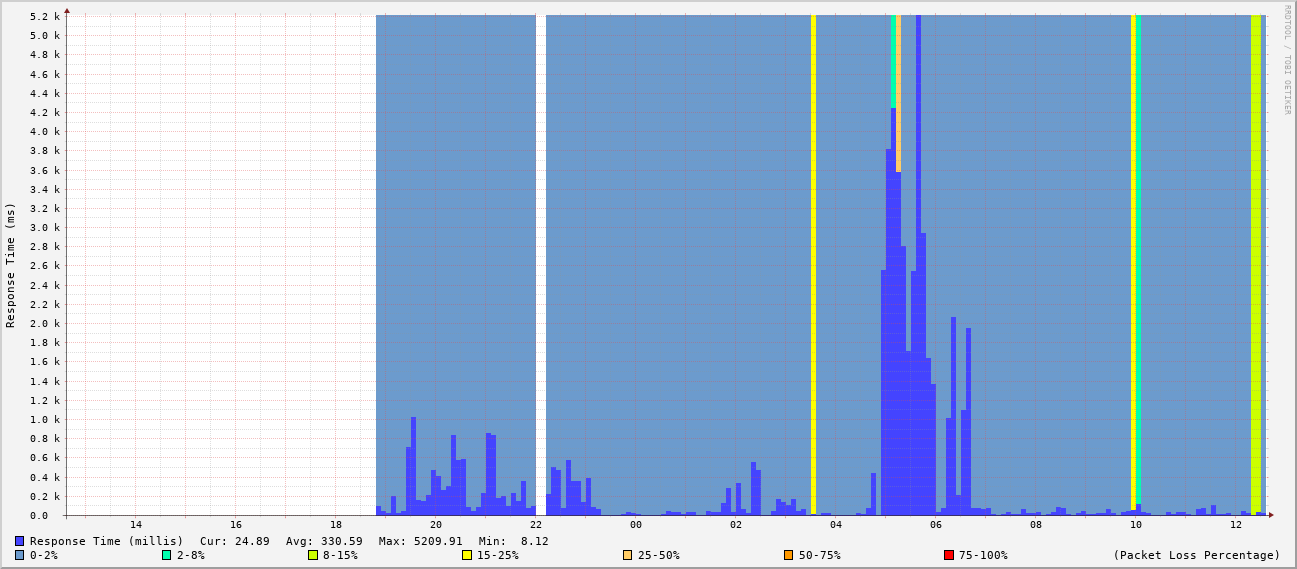 RRDTOOL / TOBI OETIKER
Response Time (ms)
5.2 k
5.0 k
4.8 k
4.6 k
4.4 k
4.2 k
4.0 k
3.8 k
3.6 k
3.4 k
3.2 k
3.0 k
2.8 k
2.6 k
2.4 k
2.2 k
2.0 k
1.8 k
1.6 k
1.4 k
1.2 k
1.0 k
0.8 k
0.6 k
0.4 k
0.2 k
0.0
14 16 18 20 22 00 02 04 06 08 10 12
Response Time (millis) Cur: 24.89 Avg: 330.59 Max: 5209.91 Min: 8.12
0-2% 2-8% 8-15% 15-25% 25-50% 50-75% 75-100% (Packet Loss Percentage)